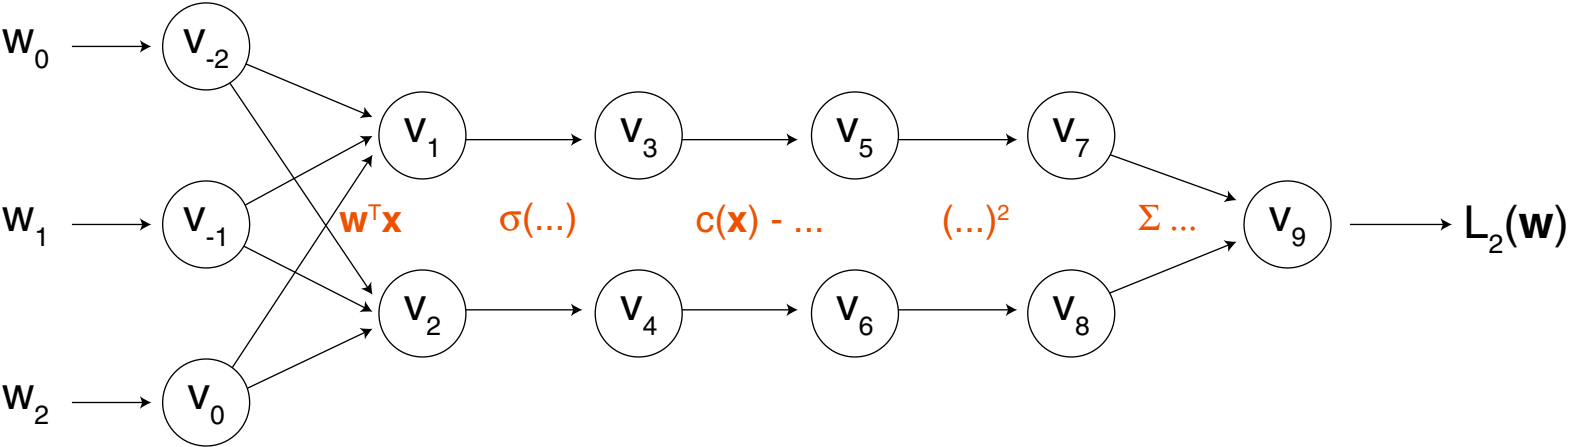 w₀ v₋₂
v₁ v₃ v₅ v₇
w₁ v₋₁ wᵀx σ(...) c(x) - ... (...)² Σ ... v₉ L₂(w)
v₂ v₄ v₆ v₈
w₂ v₀